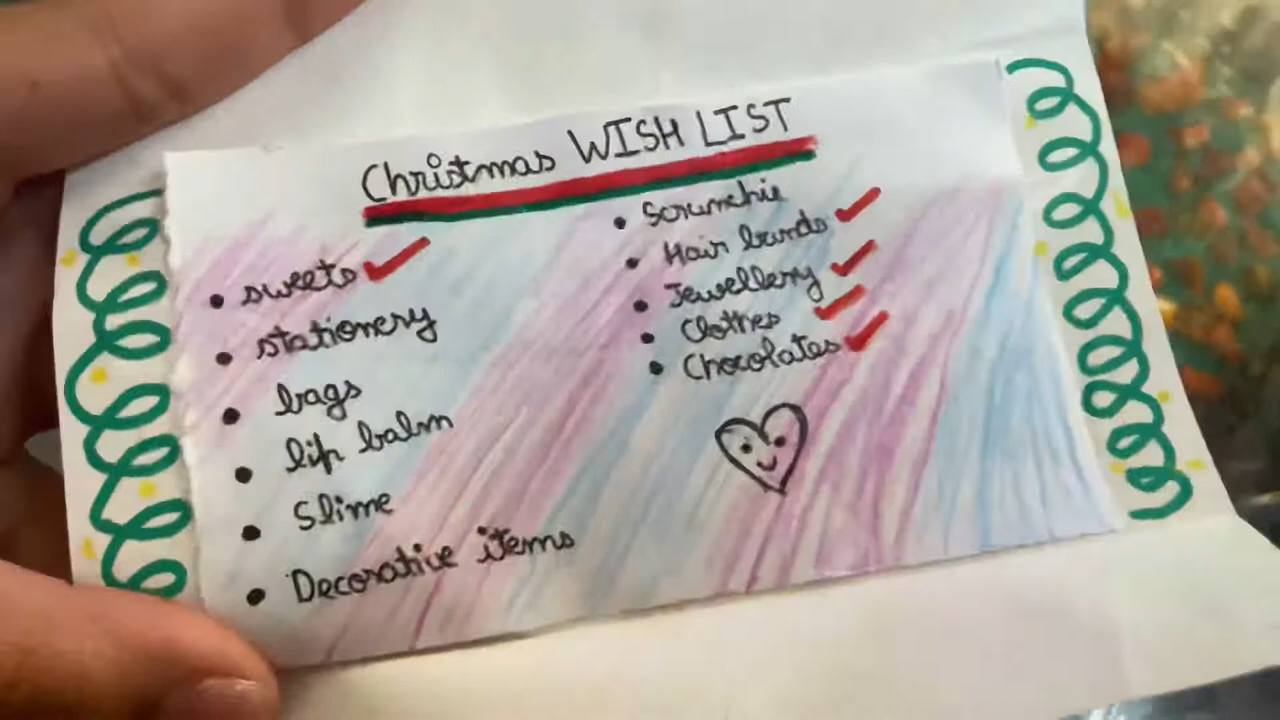 Christmas WISH LIST
• sweets ✓
• stationery
• bags
• lip balm
• Slime
• Decorative items
• Scrunchie
• Hair bands ✓
• Jewellery ✓
• Clothes ✓
• Chocolates ✓